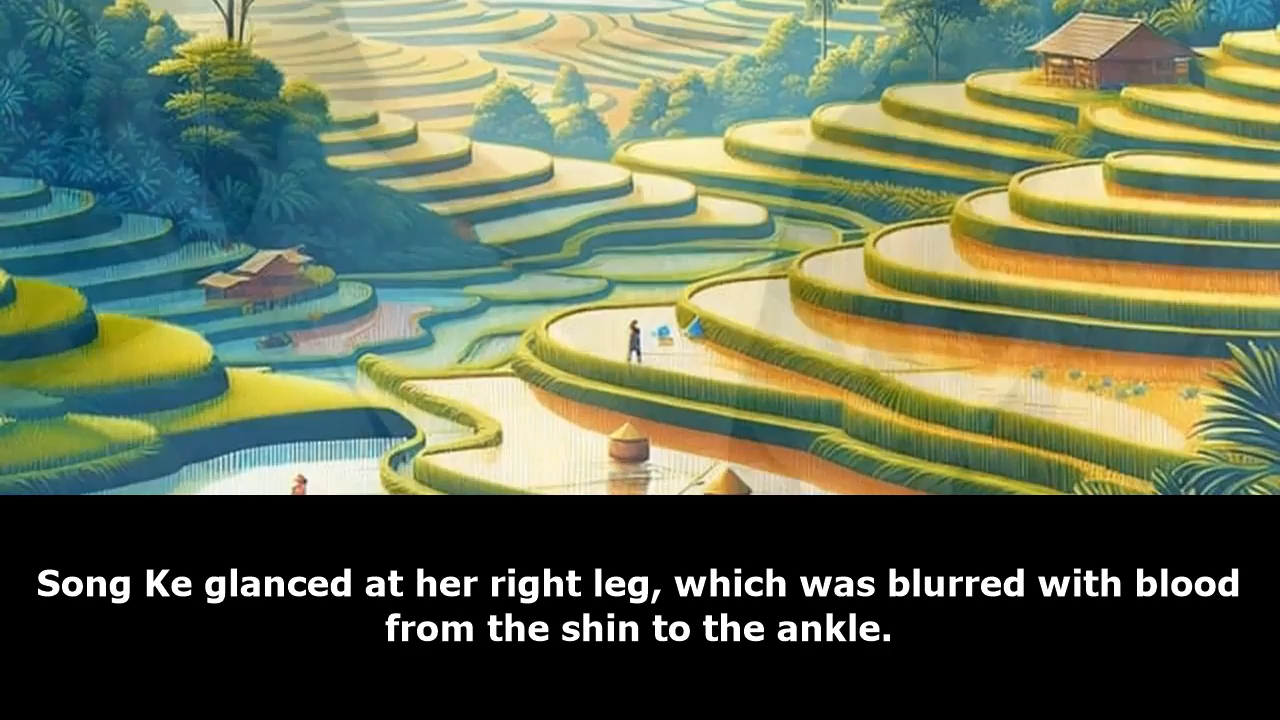 Song Ke glanced at her right leg, which was blurred with blood
from the shin to the ankle.